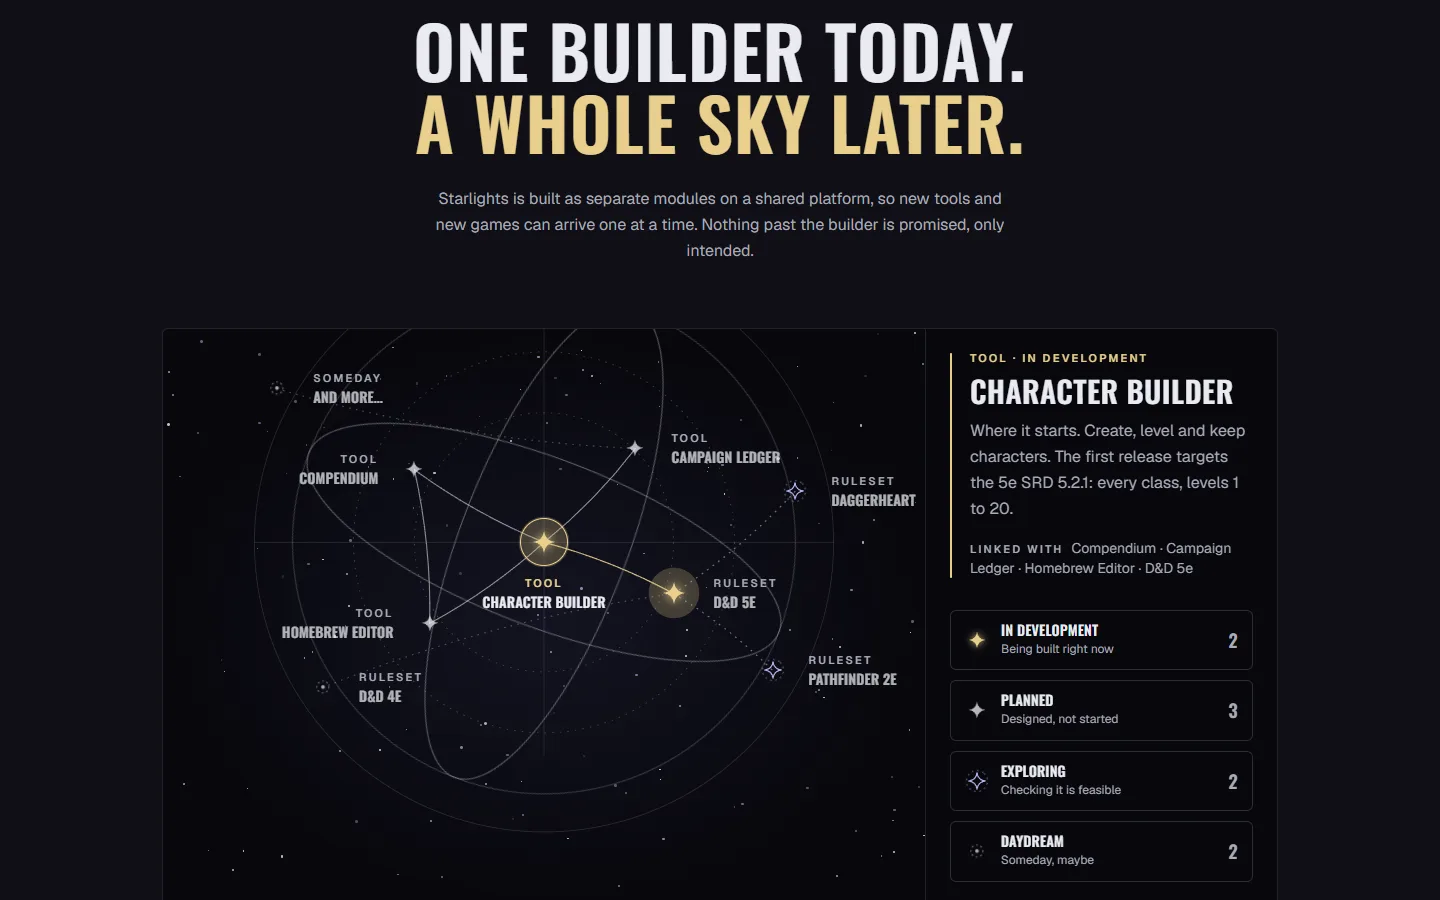 ONE BUILDER TODAY.
A WHOLE SKY LATER.
Starlights is built as separate modules on a shared platform, so new tools and
new games can arrive one at a time. Nothing past the builder is promised, only
intended.
SOMEDAY
AND MORE...
TOOL
COMPENDIUM
TOOL
CAMPAIGN LEDGER
RULESET
DAGGERHEART
TOOL
CHARACTER BUILDER
RULESET
D&D 5E
TOOL
HOMEBREW EDITOR
RULESET
D&D 4E
RULESET
PATHFINDER 2E
TOOL · IN DEVELOPMENT
CHARACTER BUILDER
Where it starts. Create, level and keep
characters. The first release targets
the 5e SRD 5.2.1: every class, levels 1
to 20.
LINKED WITH Compendium · Campaign
Ledger · Homebrew Editor · D&D 5e
IN DEVELOPMENT
Being built right now
2
PLANNED
Designed, not started
3
EXPLORING
Checking it is feasible
2
DAYDREAM
Someday, maybe
2